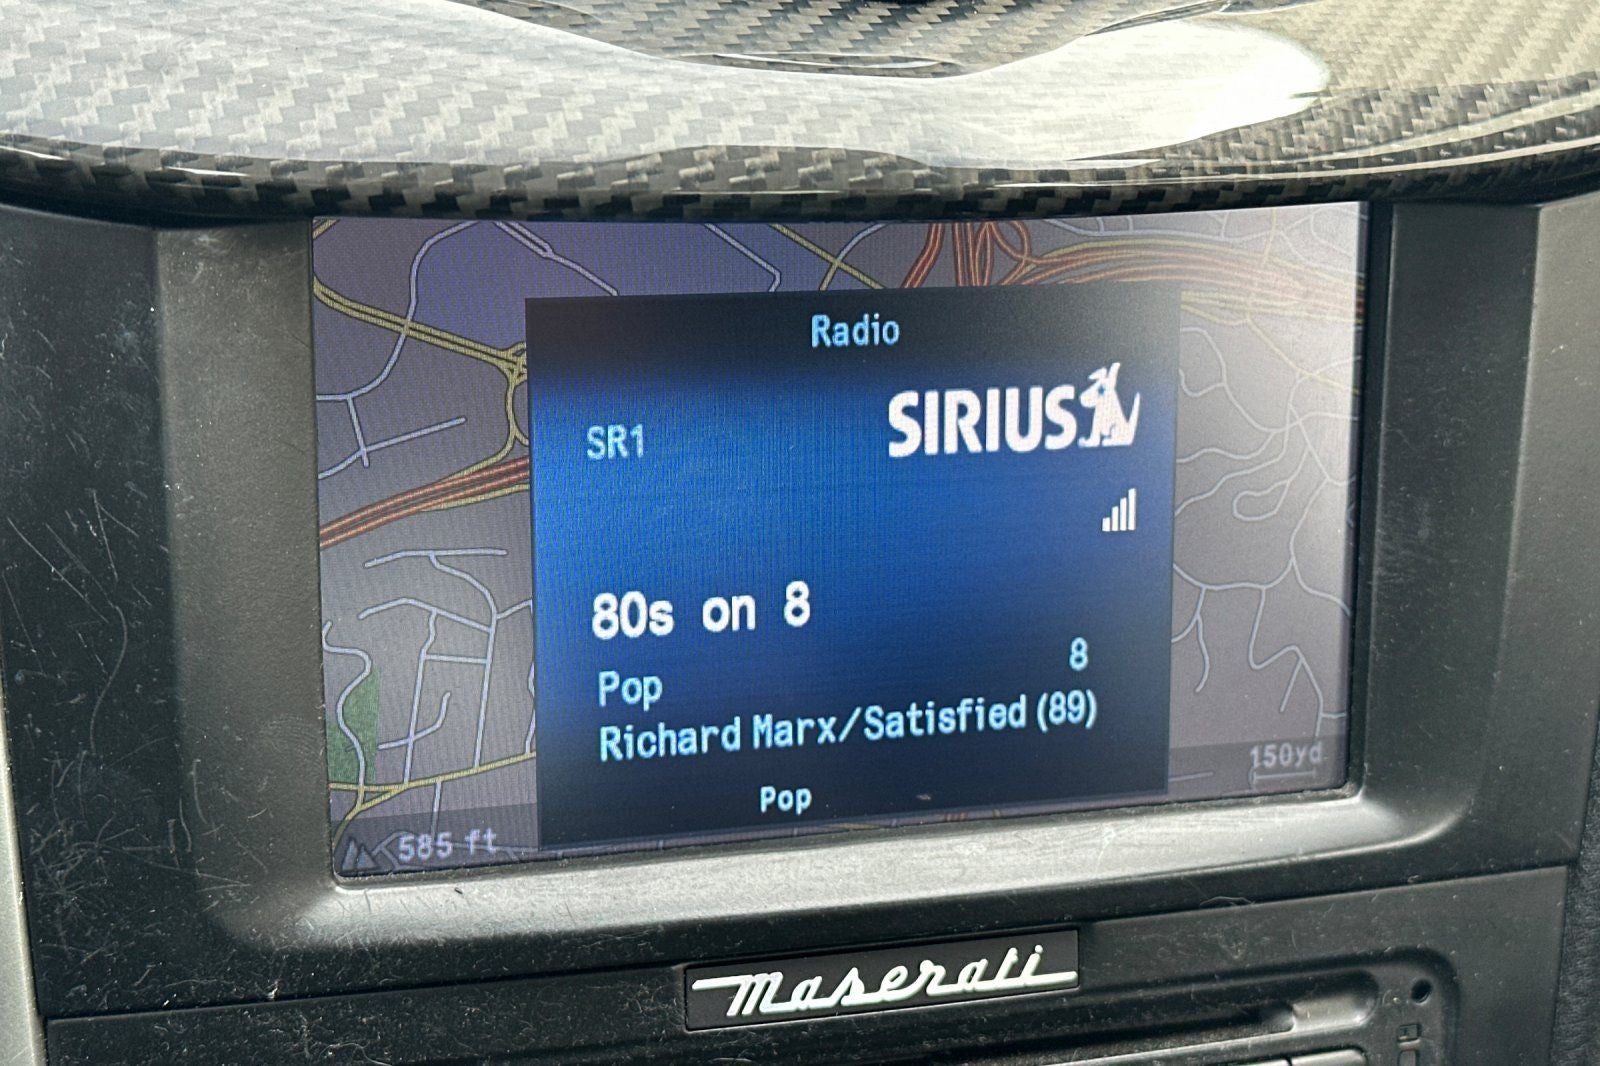 Radio
SR1
SIRIUS
80s on 8
8
Pop
Richard Marx/Satisfied (89)
Pop
150yd
585 ft
Maserati